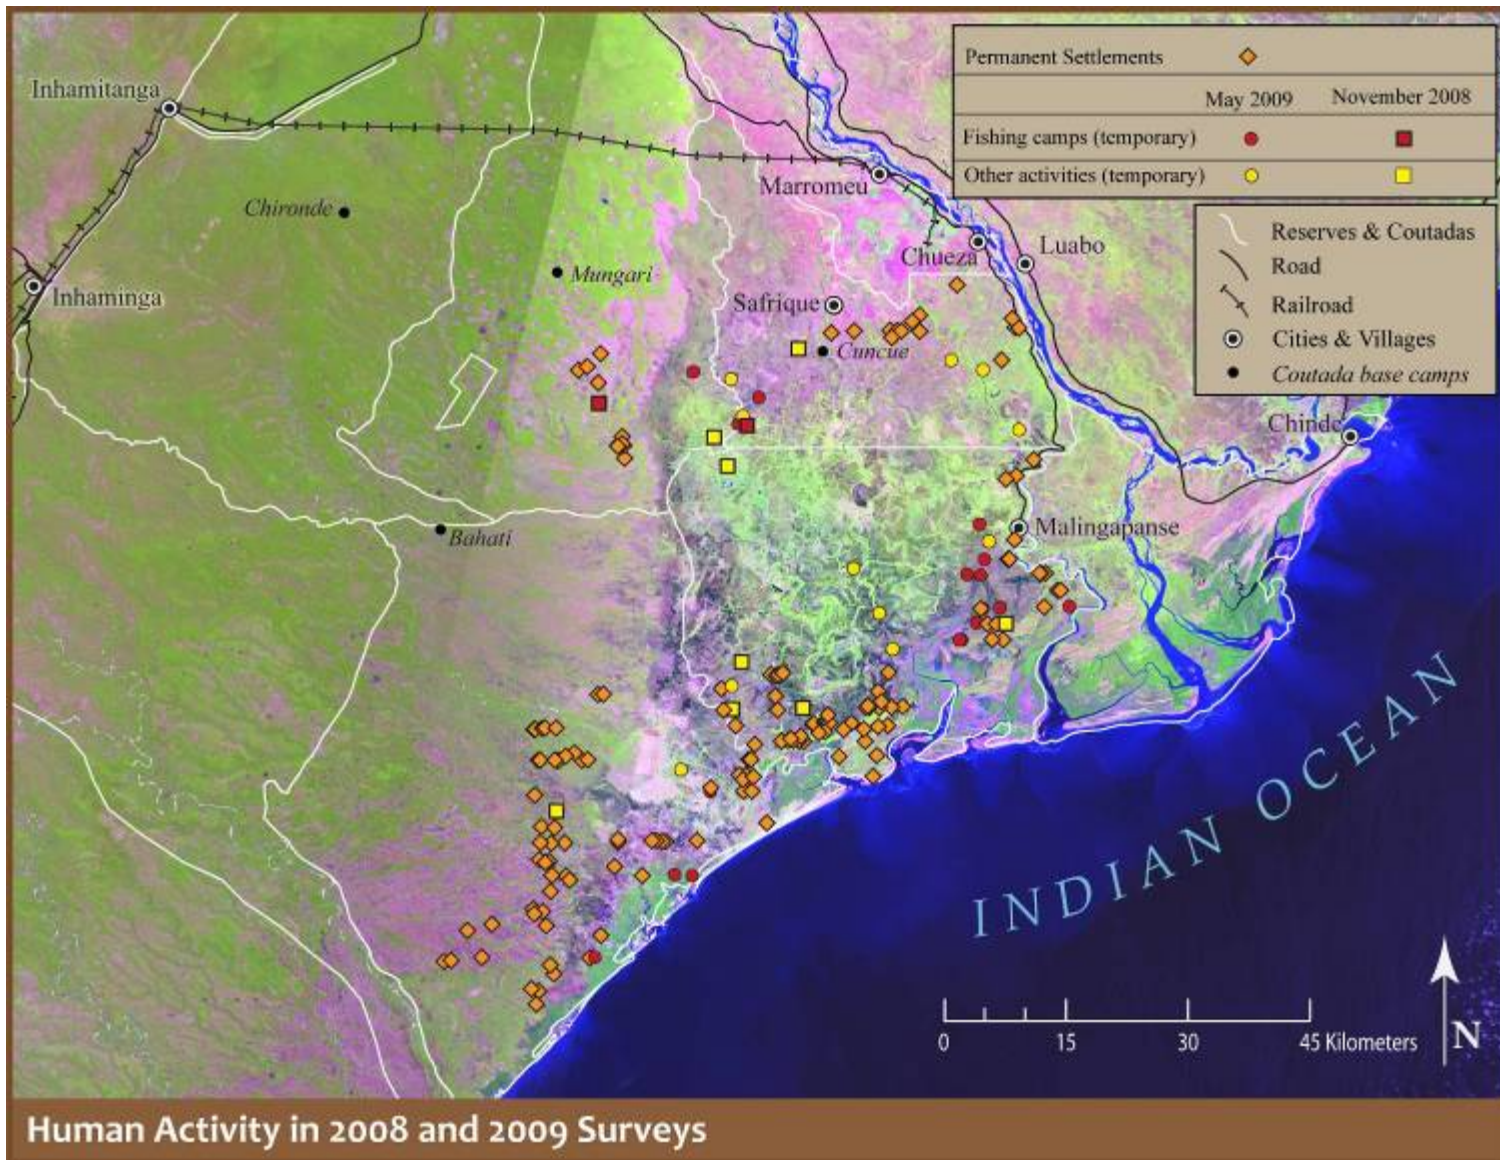 Permanent Settlements
May 2009 November 2008
Fishing camps (temporary)
Other activities (temporary)
Reserves & Coutadas
Road
Railroad
Cities & Villages
Coutada base camps
Inhamitanga
Chironde
Marromeu
Inhaminga
Mungari
Chueza
Luabo
Safrique
Cuncue
Chinde
Bahati
Malingapanse
INDIAN OCEAN
0 15 30 45 Kilometers
N
Human Activity in 2008 and 2009 Surveys